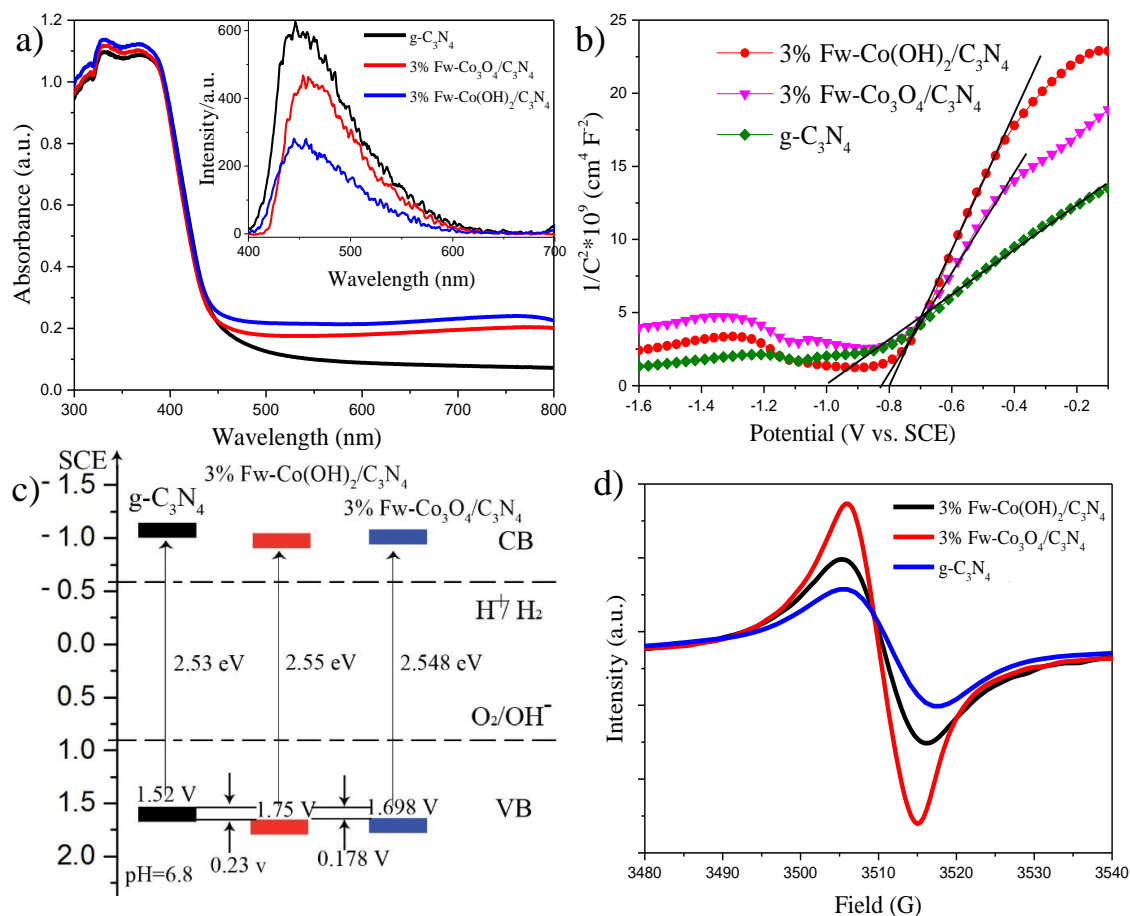 a)
1.2
1.0
0.8
0.6
0.4
0.2
0.0
300 400 500 600 700 800
Absorbance (a.u.)
Wavelength (nm)
600
400
200
0
400 500 600 700
Intensity/a.u.
Wavelength (nm)
g-C₃N₄
3% Fw-Co₃O₄/C₃N₄
3% Fw-Co(OH)₂/C₃N₄
b)
25
20
15
10
5
0
-1.6 -1.4 -1.2 -1.0 -0.8 -0.6 -0.4 -0.2
1/C²*10⁹ (cm⁴ F⁻²)
Potential (V vs. SCE)
3% Fw-Co(OH)₂/C₃N₄
3% Fw-Co₃O₄/C₃N₄
g-C₃N₄
c)
SCE
- 1.5
- 1.0
- 0.5
0.0
0.5
1.0
1.5
2.0
3% Fw-Co(OH)₂/C₃N₄
g-C₃N₄
3% Fw-Co₃O₄/C₃N₄
CB
H⁺/ H₂
2.53 eV 2.55 eV 2.548 eV
O₂/OH⁻
1.52 V 1.75 V 1.698 V VB
0.23 v 0.178 V
pH=6.8
d)
3% Fw-Co(OH)₂/C₃N₄
3% Fw-Co₃O₄/C₃N₄
g-C₃N₄
Intensity (a.u.)
3480 3490 3500 3510 3520 3530 3540
Field (G)